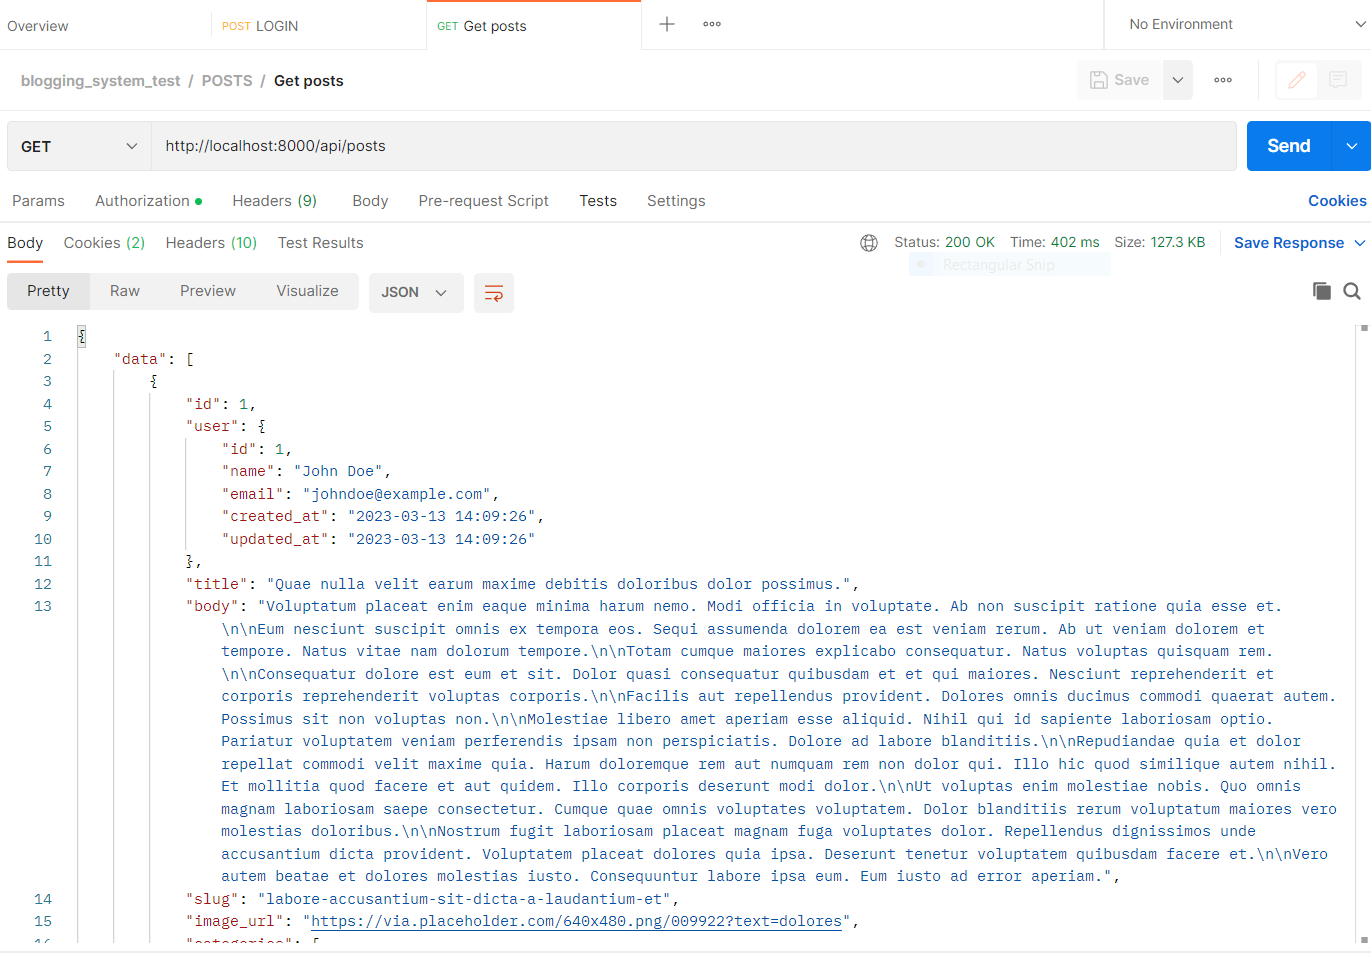 Overview
POST LOGIN
GET Get posts
No Environment
blogging_system_test / POSTS / Get posts
Save
GET
http://localhost:8000/api/posts
Send
Params Authorization Headers (9) Body Pre-request Script Tests Settings Cookies
Body Cookies (2) Headers (10) Test Results Status: 200 OK Time: 402 ms Size: 127.3 KB Save Response
Rectangular Snip
Pretty Raw Preview Visualize JSON
1 {
2 "data": [
3 {
4 "id": 1,
5 "user": {
6 "id": 1,
7 "name": "John Doe",
8 "email": "johndoe@example.com",
9 "created_at": "2023-03-13 14:09:26",
10 "updated_at": "2023-03-13 14:09:26"
11 },
12 "title": "Quae nulla velit earum maxime debitis doloribus dolor possimus.",
13 "body": "Voluptatum placeat enim eaque minima harum nemo. Modi officia in voluptate. Ab non suscipit ratione quia esse et.
\n\nEum nesciunt suscipit omnis ex tempora eos. Sequi assumenda dolorem ea est veniam rerum. Ab ut veniam dolorem et
tempore. Natus vitae nam dolorum tempore.\n\nTotam cumque maiores explicabo consequatur. Natus voluptas quisquam rem.
\n\nConsequatur dolore est eum et sit. Dolor quasi consequatur quibusdam et et qui maiores. Nesciunt reprehenderit et
corporis reprehenderit voluptas corporis.\n\nFacilis aut repellendus provident. Dolores omnis ducimus commodi quaerat autem.
Possimus sit non voluptas non.\n\nMolestiae libero amet aperiam esse aliquid. Nihil qui id sapiente laboriosam optio.
Pariatur voluptatem veniam perferendis ipsam non perspiciatis. Dolore ad labore blanditiis.\n\nRepudiandae quia et dolor
repellat commodi velit maxime quia. Harum doloremque rem aut numquam rem non dolor qui. Illo hic quod similique autem nihil.
Et mollitia quod facere et aut quidem. Illo corporis deserunt modi dolor.\n\nUt voluptas enim molestiae nobis. Quo omnis
magnam laboriosam saepe consectetur. Cumque quae omnis voluptates voluptatem. Dolor blanditiis rerum voluptatum maiores vero
molestias doloribus.\n\nNostrum fugit laboriosam placeat magnam fuga voluptates dolor. Repellendus dignissimos unde
accusantium dicta provident. Voluptatem placeat dolores quia ipsa. Deserunt tenetur voluptatem quibusdam facere et.\n\nVero
autem beatae et dolores molestias iusto. Consequuntur labore ipsa eum. Eum iusto ad error aperiam.",
14 "slug": "labore-accusantium-sit-dicta-a-laudantium-et",
15 "image_url": "https://via.placeholder.com/640x480.png/009922?text=dolores",
16 "categories": [